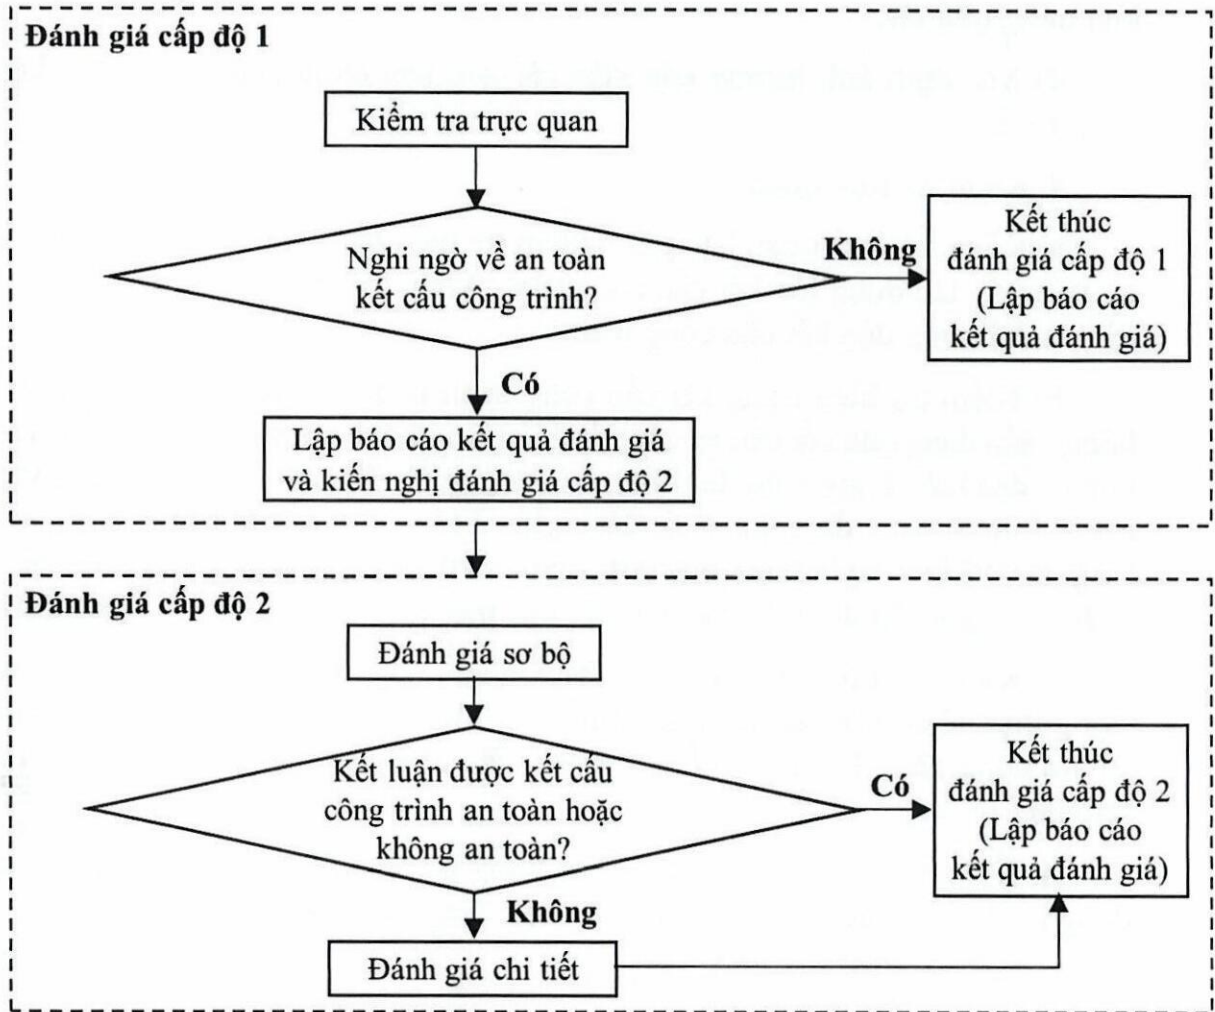 Đánh giá cấp độ 1
Kiểm tra trực quan
Nghi ngờ về an toàn
kết cấu công trình?
Không
Kết thúc
đánh giá cấp độ 1
(Lập báo cáo
kết quả đánh giá)
Có
Lập báo cáo kết quả đánh giá
và kiến nghị đánh giá cấp độ 2
Đánh giá cấp độ 2
Đánh giá sơ bộ
Kết luận được kết cấu
công trình an toàn hoặc
không an toàn?
Có
Kết thúc
đánh giá cấp độ 2
(Lập báo cáo
kết quả đánh giá)
Không
Đánh giá chi tiết